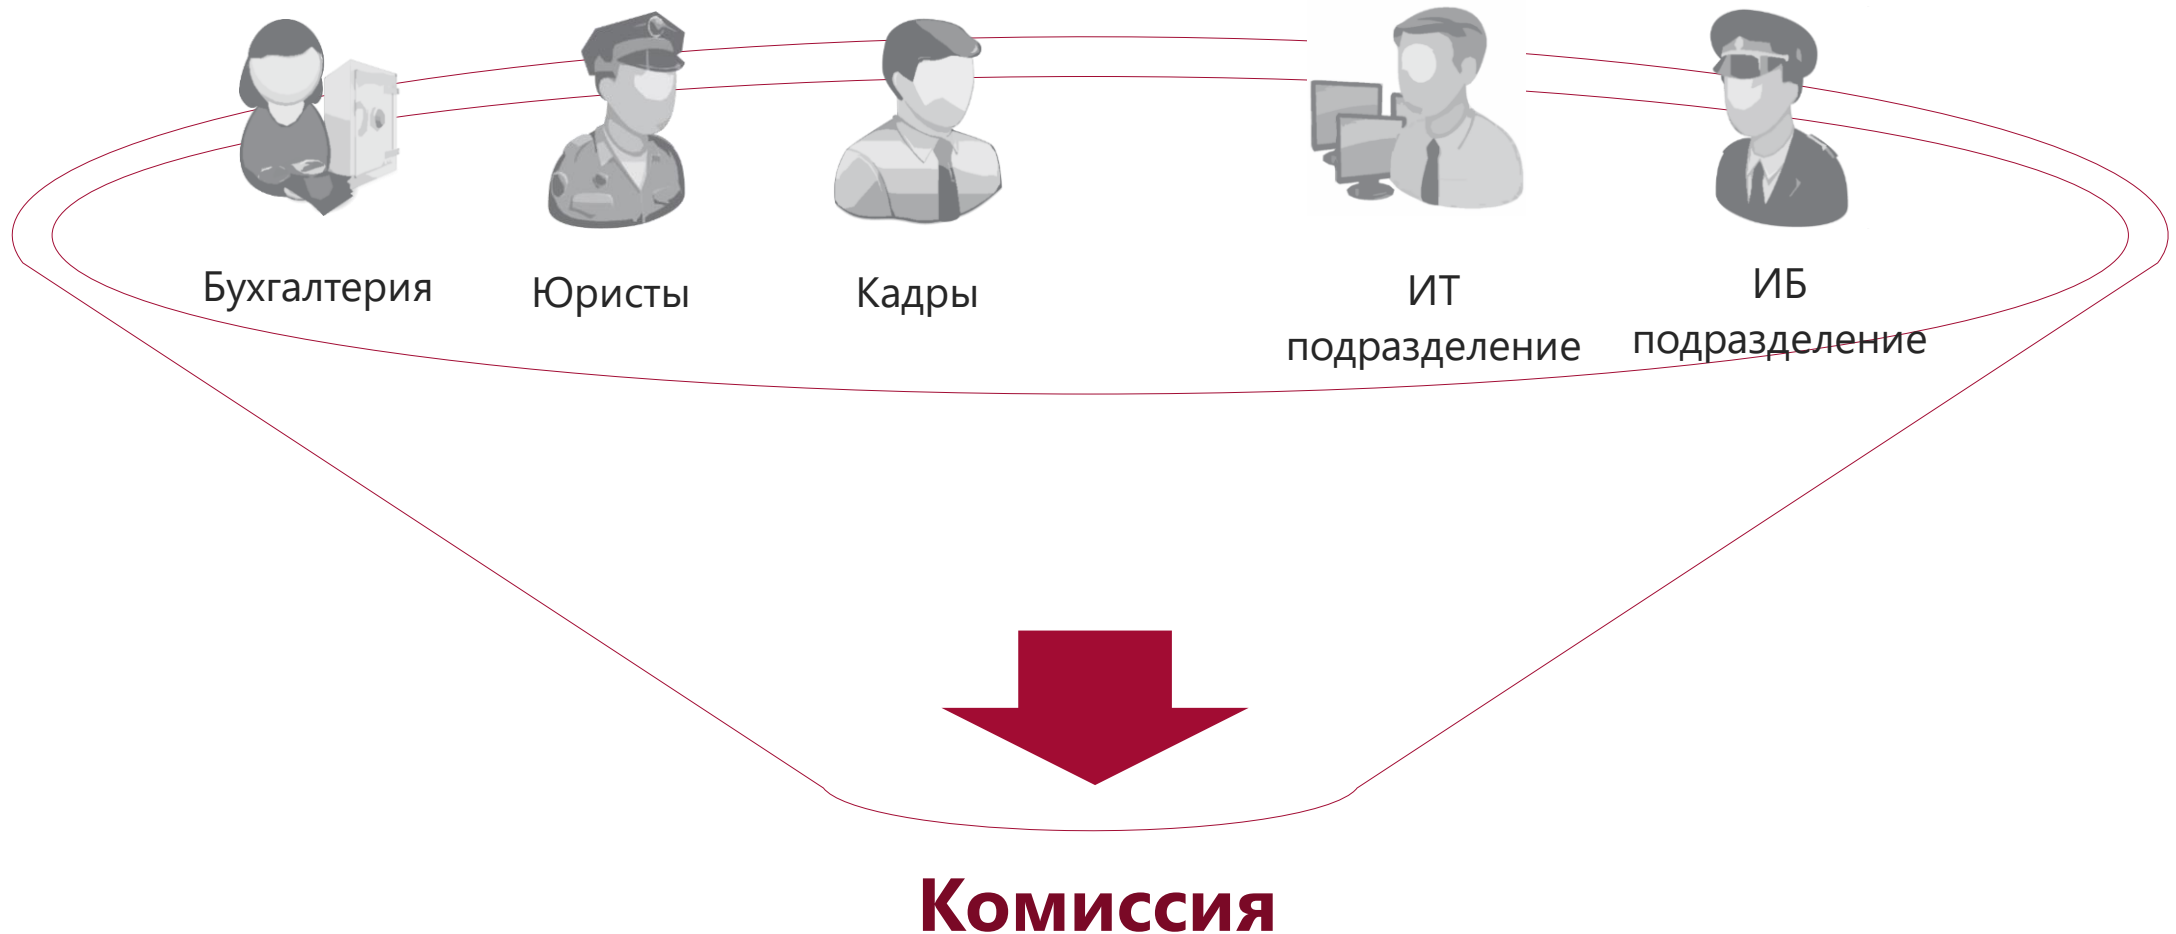 Бухгалтерия
Юристы
Кадры
ИТ
подразделение
ИБ
подразделение
Комиссия